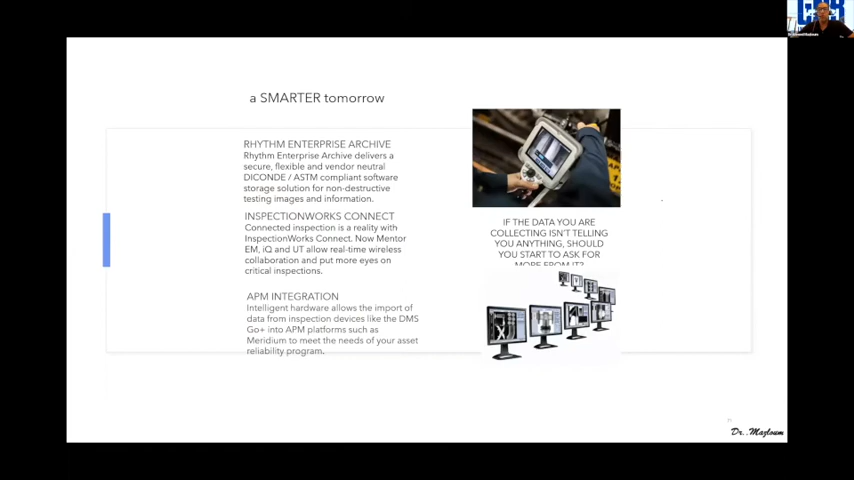 a SMARTER tomorrow
RHYTHM ENTERPRISE ARCHIVE
Rhythm Enterprise Archive delivers a
secure, flexible and vendor neutral
DICONDE / ASTM compliant software
storage solution for non-destructive
testing images and information.
INSPECTIONWORKS CONNECT
Connected inspection is a reality with
InspectionWorks Connect. Now Mentor
EM, iQ and UT allow real-time wireless
collaboration and put more eyes on
critical inspections.
APM INTEGRATION
Intelligent hardware allows the import of
data from inspection devices like the DMS
Go+ into APM platforms such as
Meridium to meet the needs of your asset
reliability program.
IF THE DATA YOU ARE
COLLECTING ISN'T TELLING
YOU ANYTHING, SHOULD
YOU START TO ASK FOR
MORE FROM IT?
Dr. Mazloum